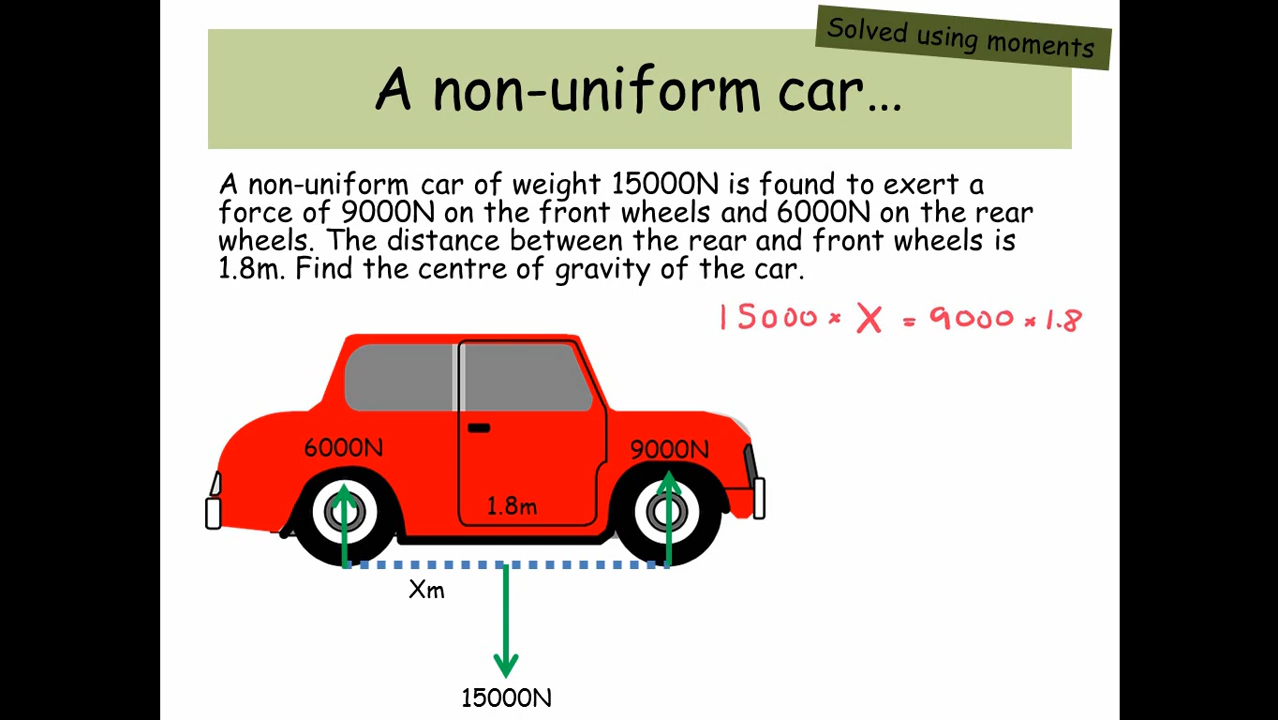 Solved using moments
A non-uniform car...
A non-uniform car of weight 15000N is found to exert a
force of 9000N on the front wheels and 6000N on the rear
wheels. The distance between the rear and front wheels is
1.8m. Find the centre of gravity of the car.
15000 × X = 9000 × 1.8
6000N
9000N
1.8m
Xm
15000N